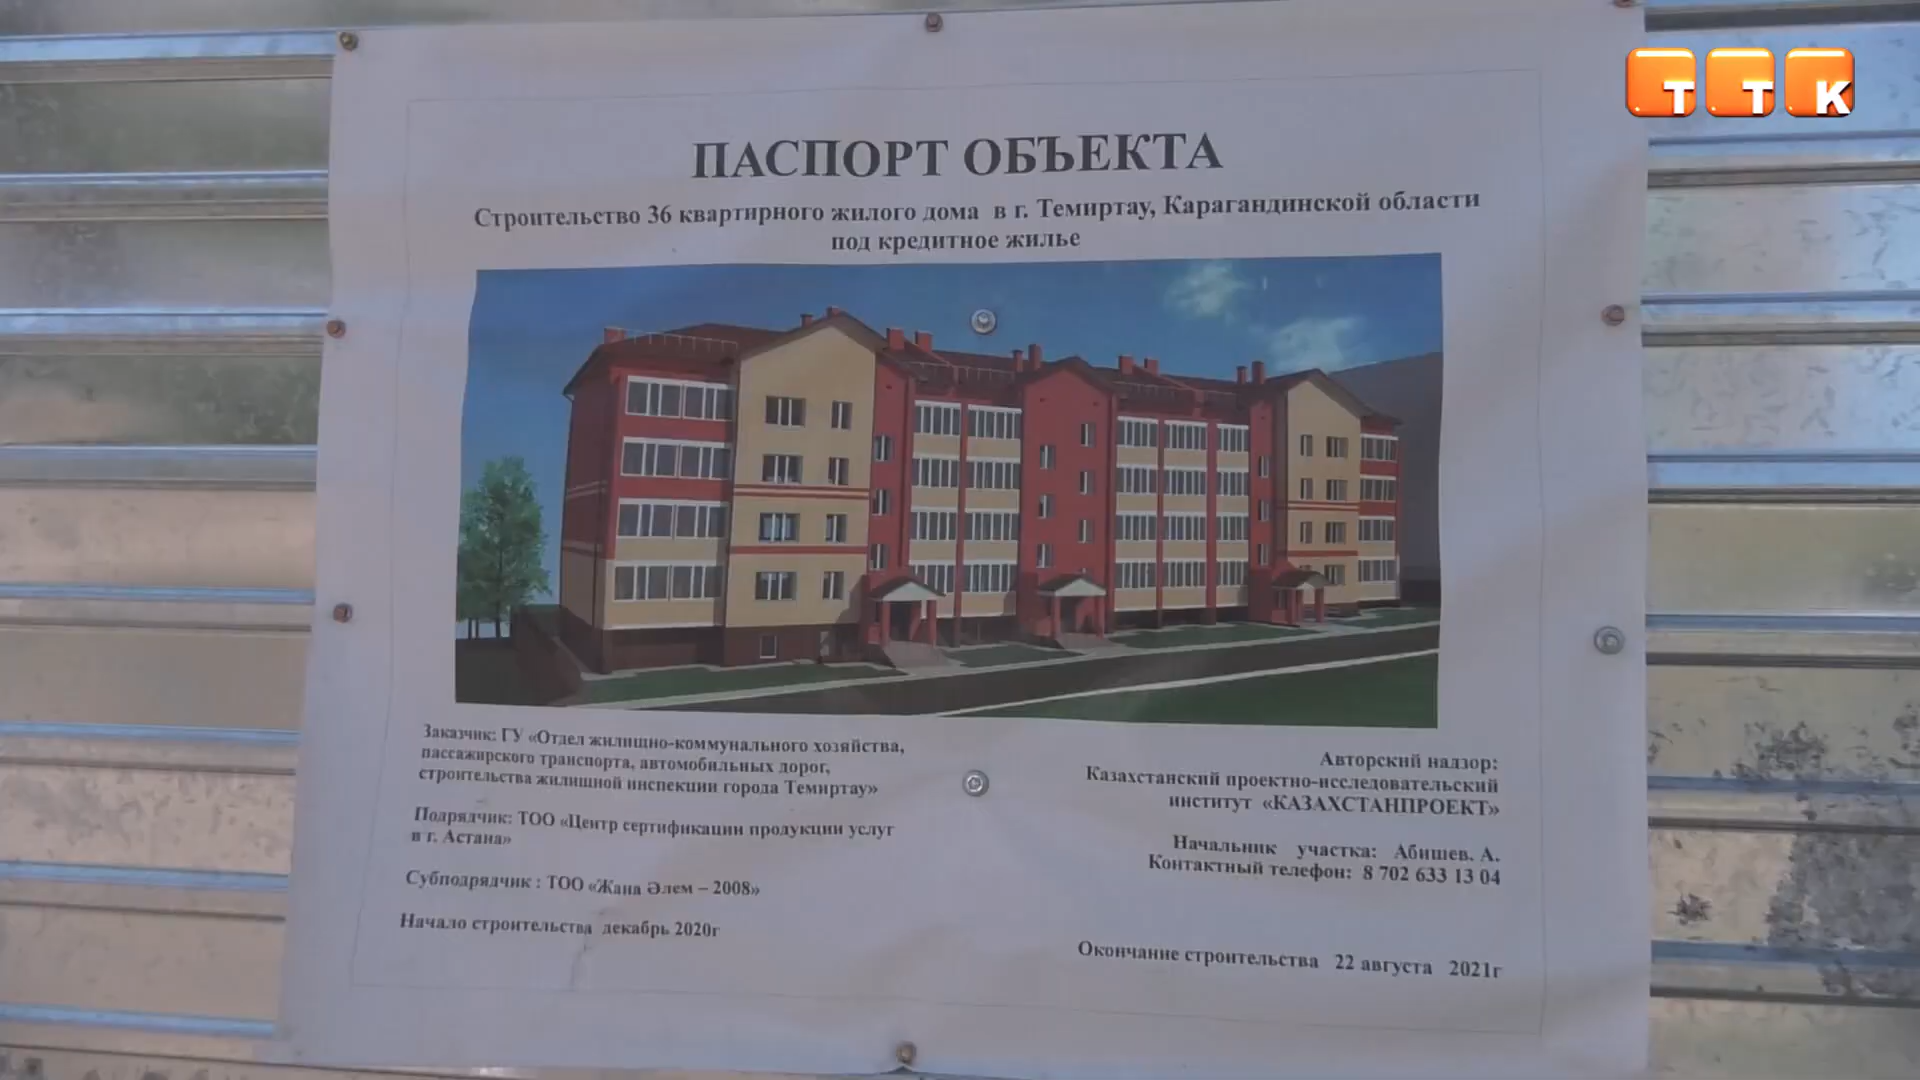 ТТК
ПАСПОРТ ОБЪЕКТА
Строительство 36 квартирного жилого дома в г. Темиртау, Карагандинской области
под кредитное жилье
Заказчик: ГУ «Отдел жилищно-коммунального хозяйства,
пассажирского транспорта, автомобильных дорог,
строительства жилищной инспекции города Темиртау»
Подрядчик: ТОО «Центр сертификации продукции услуг
в г. Астана»
Субподрядчик : ТОО «Жана Әлем – 2008»
Начало строительства декабрь 2020г
Авторский надзор:
Казахстанский проектно-исследовательский
институт «КАЗАХСТАНПРОЕКТ»
Начальник участка: Абишев. А.
Контактный телефон: 8 702 633 13 04
Окончание строительства 22 августа 2021г